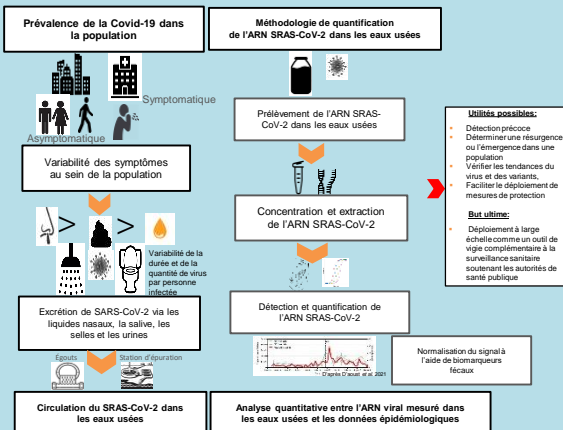 Prévalence de la Covid-19 dans
la population
Symptomatique
Asymptomatique
Variabilité des symptômes
au sein de la population
>
>
Variabilité de la
durée et de la
quantité de virus
par personne
infectée
Excrétion de SARS-CoV-2 via les
liquides nasaux, la salive, les
selles et les urines
Égouts
Station d'épuration
Circulation du SRAS-CoV-2 dans
les eaux usées
Méthodologie de quantification
de l'ARN SRAS-CoV-2 dans les eaux usées
Prélèvement de l'ARN SRAS-
CoV-2 dans les eaux usées
Concentration et extraction
de l'ARN SRAS-CoV-2
Détection et quantification de
l'ARN SRAS-CoV-2
D'après D'aoust et al. 2021
Normalisation du signal à
l'aide de biomarqueurs
fécaux
Analyse quantitative entre l'ARN viral mesuré dans
les eaux usées et les données épidémiologiques
Utilités possibles:
• Détection précoce
• Déterminer une résurgence
ou l'émergence dans une
population
• Vérifier les tendances du
virus et des variants,
• Faciliter le déploiement de
mesures de protection
But ultime:
• Déploiement à large
échelle comme un outil de
vigie complémentaire à la
surveillance sanitaire
soutenant les autorités de
santé publique